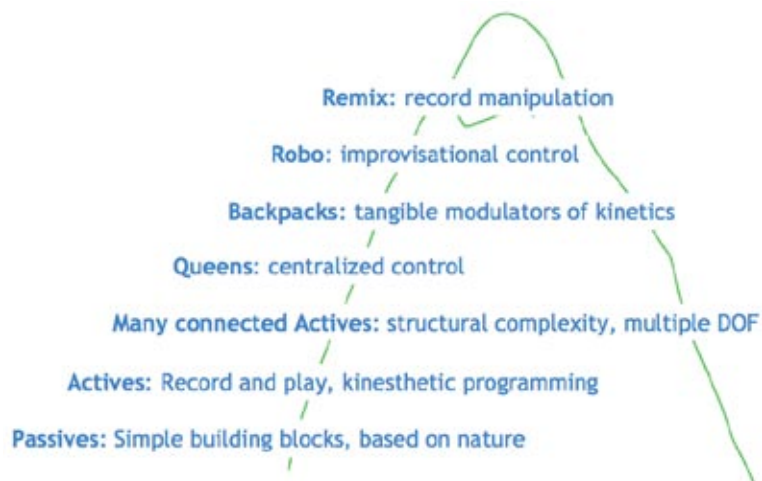 Remix: record manipulation
Robo: improvisational control
Backpacks: tangible modulators of kinetics
Queens: centralized control
Many connected Actives: structural complexity, multiple DOF
Actives: Record and play, kinesthetic programming
Passives: Simple building blocks, based on nature